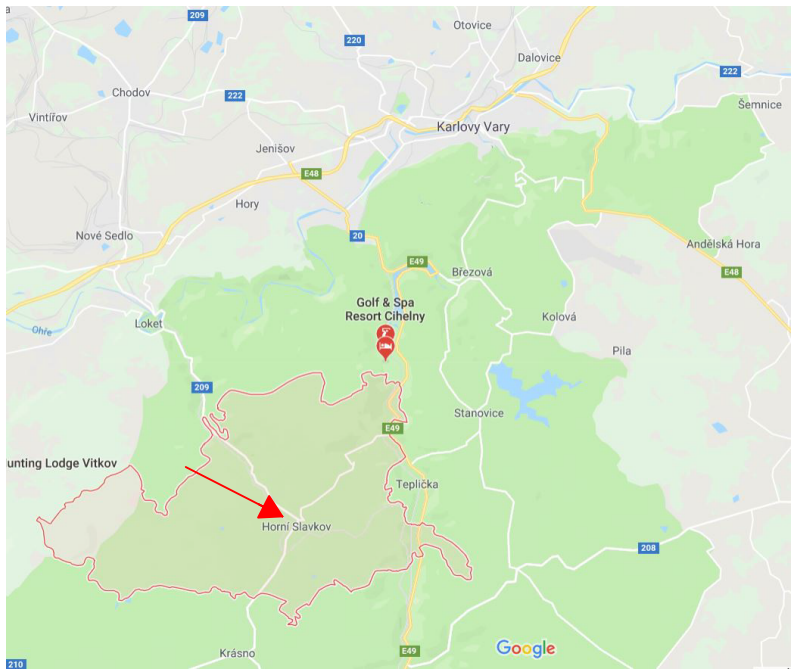 a
209
Otovice
220
Dalovice
222
Chodov
222
Šemnice
Vintířov
Karlovy Vary
Jenišov
E48
Hory
Nové Sedlo
20
Andělská Hora
E49
Březová
E48
Golf & Spa
Resort Cihelny
Kolová
Ohře
Loket
Pila
209
Stanovice
E49
unting Lodge Vitkov
Teplička
Horní Slavkov
208
Krásno
E49
Google
210